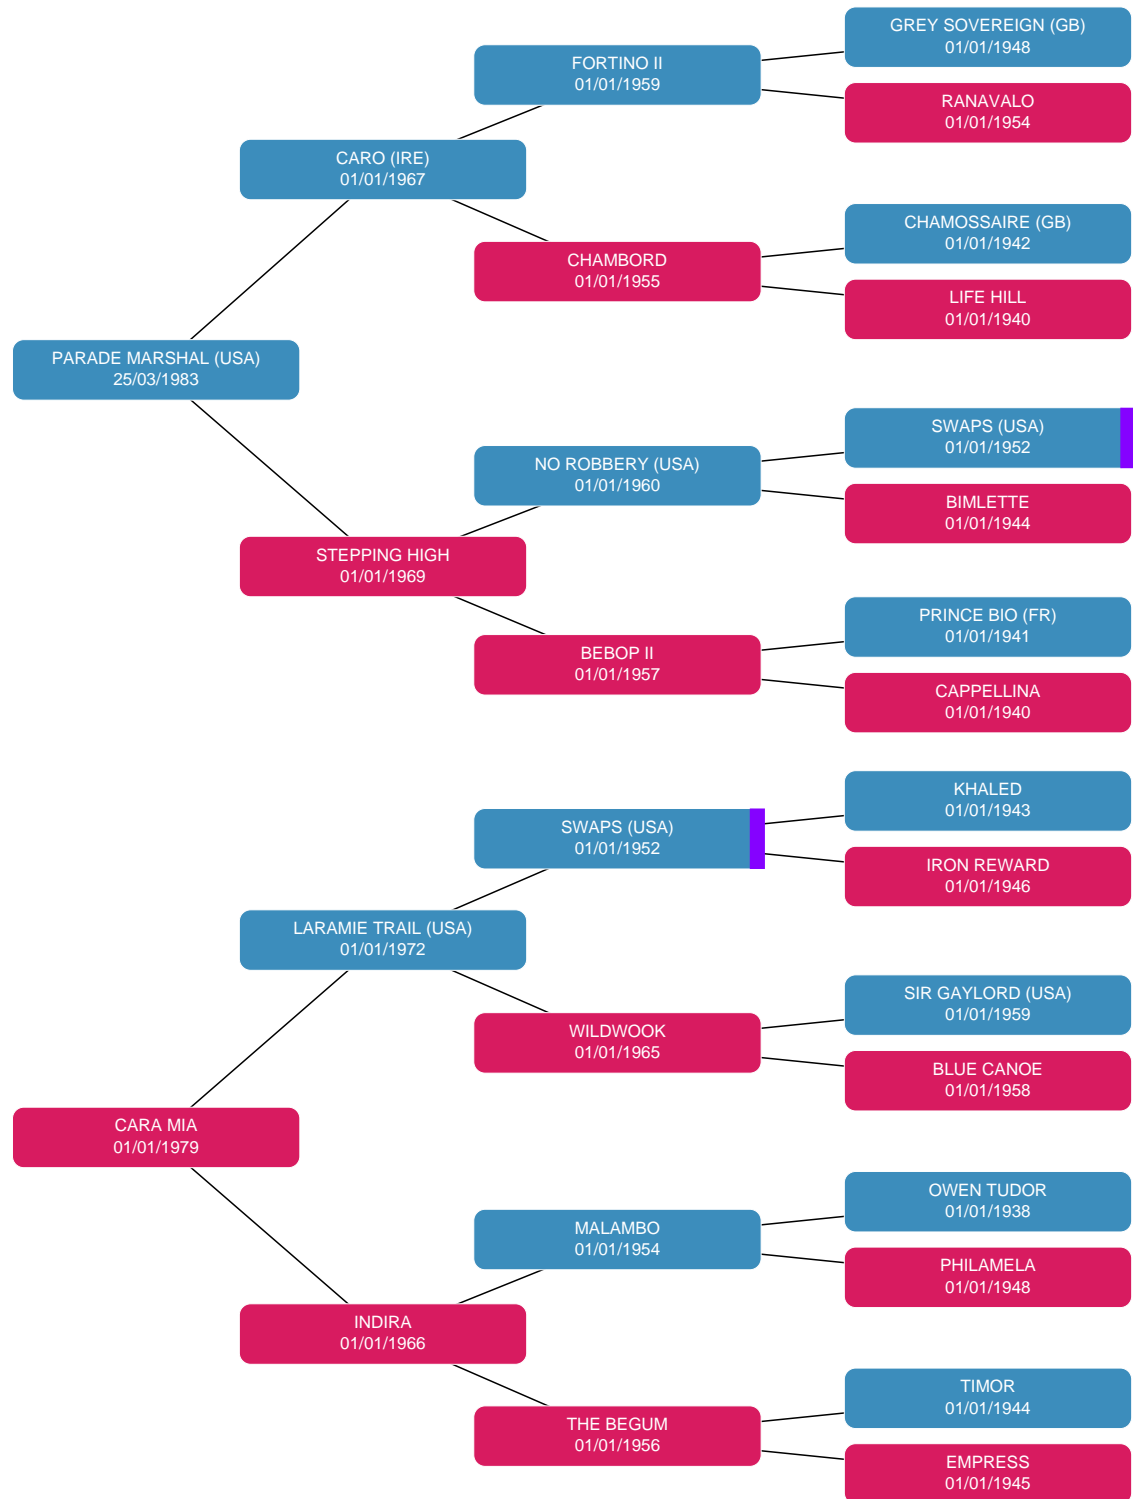 GREY SOVEREIGN (GB)
01/01/1948
FORTINO II
01/01/1959
RANAVALO
01/01/1954
CARO (IRE)
01/01/1967
CHAMOSSAIRE (GB)
01/01/1942
CHAMBORD
01/01/1955
LIFE HILL
01/01/1940
PARADE MARSHAL (USA)
25/03/1983
SWAPS (USA)
01/01/1952
NO ROBBERY (USA)
01/01/1960
BIMLETTE
01/01/1944
STEPPING HIGH
01/01/1969
PRINCE BIO (FR)
01/01/1941
BEBOP II
01/01/1957
CAPPELLINA
01/01/1940
KHALED
01/01/1943
SWAPS (USA)
01/01/1952
IRON REWARD
01/01/1946
LARAMIE TRAIL (USA)
01/01/1972
SIR GAYLORD (USA)
01/01/1959
WILDWOOK
01/01/1965
BLUE CANOE
01/01/1958
CARA MIA
01/01/1979
OWEN TUDOR
01/01/1938
MALAMBO
01/01/1954
PHILAMELA
01/01/1948
INDIRA
01/01/1966
TIMOR
01/01/1944
THE BEGUM
01/01/1956
EMPRESS
01/01/1945